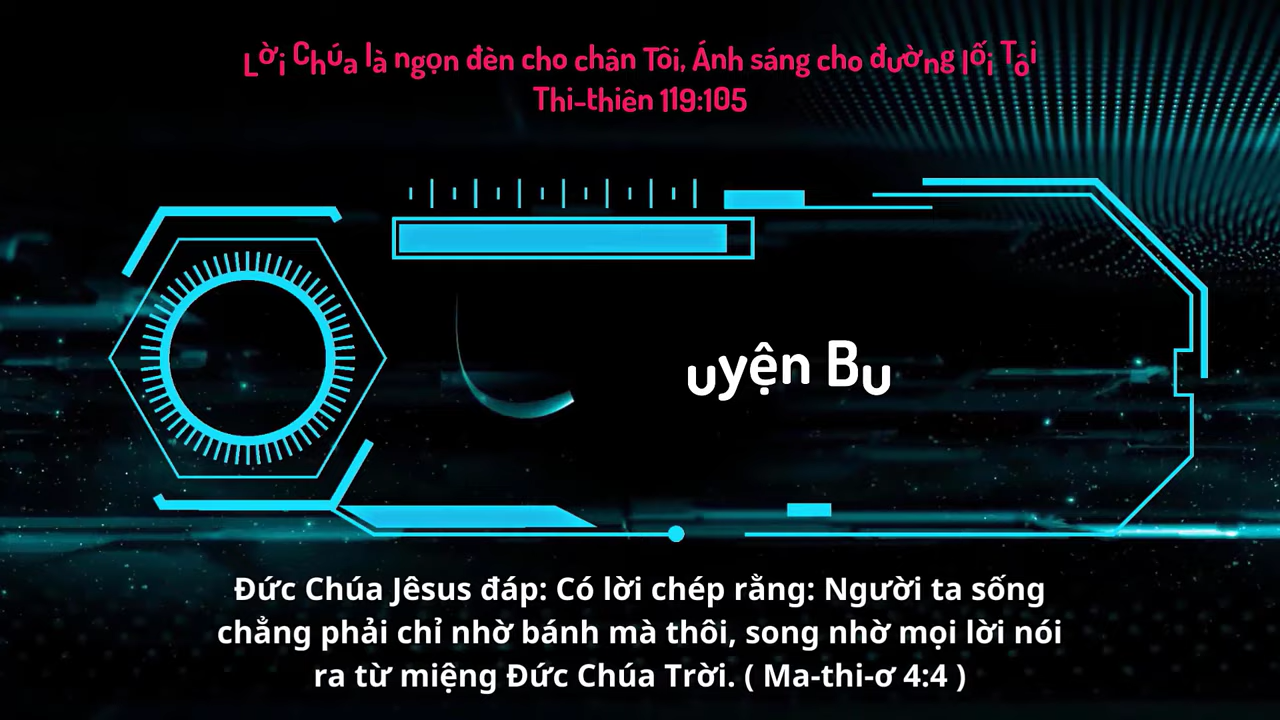 Lời Chúa là ngọn đèn cho chân Tôi, Ánh sáng cho đường lối Tôi
Thi-thiên 119:105
uyện Bu
Đức Chúa Jêsus đáp: Có lời chép rằng: Người ta sống
chẳng phải chỉ nhờ bánh mà thôi, song nhờ mọi lời nói
ra từ miệng Đức Chúa Trời. ( Ma-thi-ơ 4:4 )